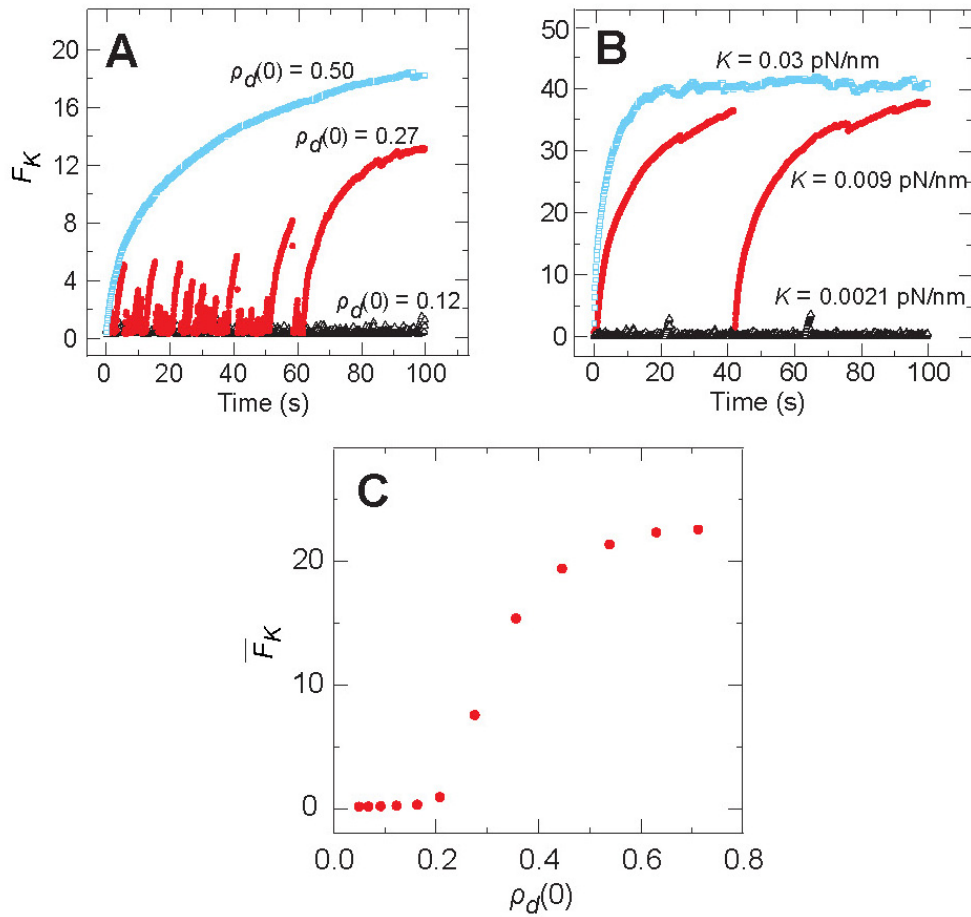 A
20
16
12
8
4
0
F_K
ρ_d(0) = 0.50
ρ_d(0) = 0.27
ρ_d(0) = 0.12
0 20 40 60 80 100
Time (s)
B
50
40
30
20
10
0
K = 0.03 pN/nm
K = 0.009 pN/nm
K = 0.0021 pN/nm
0 20 40 60 80 100
Time (s)
C
20
10
0
F̅_K
0.0 0.2 0.4 0.6 0.8
ρ_d(0)